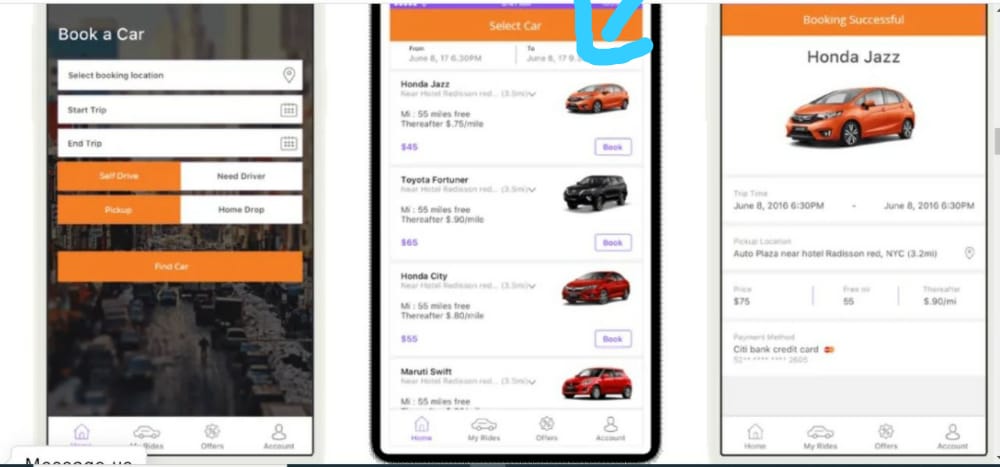 Book a Car
Select booking location
Start Trip
End Trip
Self Drive
Need Driver
Pickup
Home Drop
Find Car
Home
My Rides
Offers
Account
Message us
Select Car
From
To
June 8, 17 6.30PM
June 8, 17 9.3
Honda Jazz
Near Hotel Radisson red... (3.5mi)
Mi : 55 miles free
Thereafter $.75/mile
$45
Book
Toyota Fortuner
Near Hotel Radisson red... (3.5mi)
Mi : 55 miles free
Thereafter $.90/mile
$65
Book
Honda City
Near Hotel Radisson red... (3.5mi)
Mi : 55 miles free
Thereafter $.80/mile
$55
Book
Maruti Swift
Near Hotel Radisson red... (3.5mi)
Mi : 55 miles free
Home
My Rides
Offers
Account
Booking Successful
Honda Jazz
Trip Time
June 8, 2016 6:30PM - June 8, 2016 6:30PM
Pickup Location
Auto Plaza near hotel Radisson red, NYC (3.2mi)
Price
Free mi
Thereafter
$75
55
$.90/mi
Payment Method
Citi bank credit card
52** **** **** 2605
Home
My Rides
Offers
Account